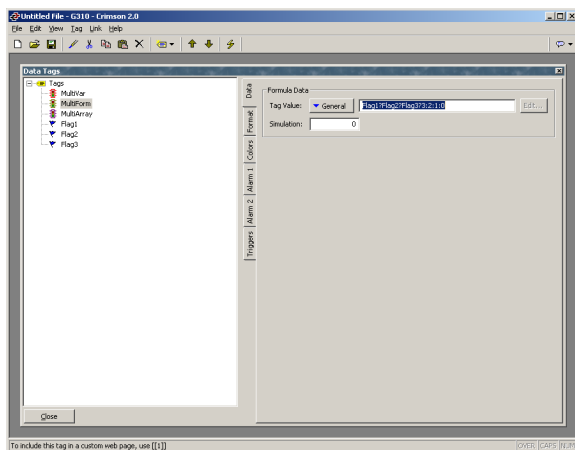 Untitled File - G310 - Crimson 2.0
File Edit View Tag Link Help
Data Tags
Tags
MultiVar
MultiForm
MultiArray
Flag1
Flag2
Flag3
Data
Format
Colors
Alarm 1
Alarm 2
Triggers
Formula Data
Tag Value: General Flag1?Flag2?Flag3?3:2:1:0 Edit...
Simulation: 0
Close
To include this tag in a custom web page, use [[1]]
OVER CAPS NUM